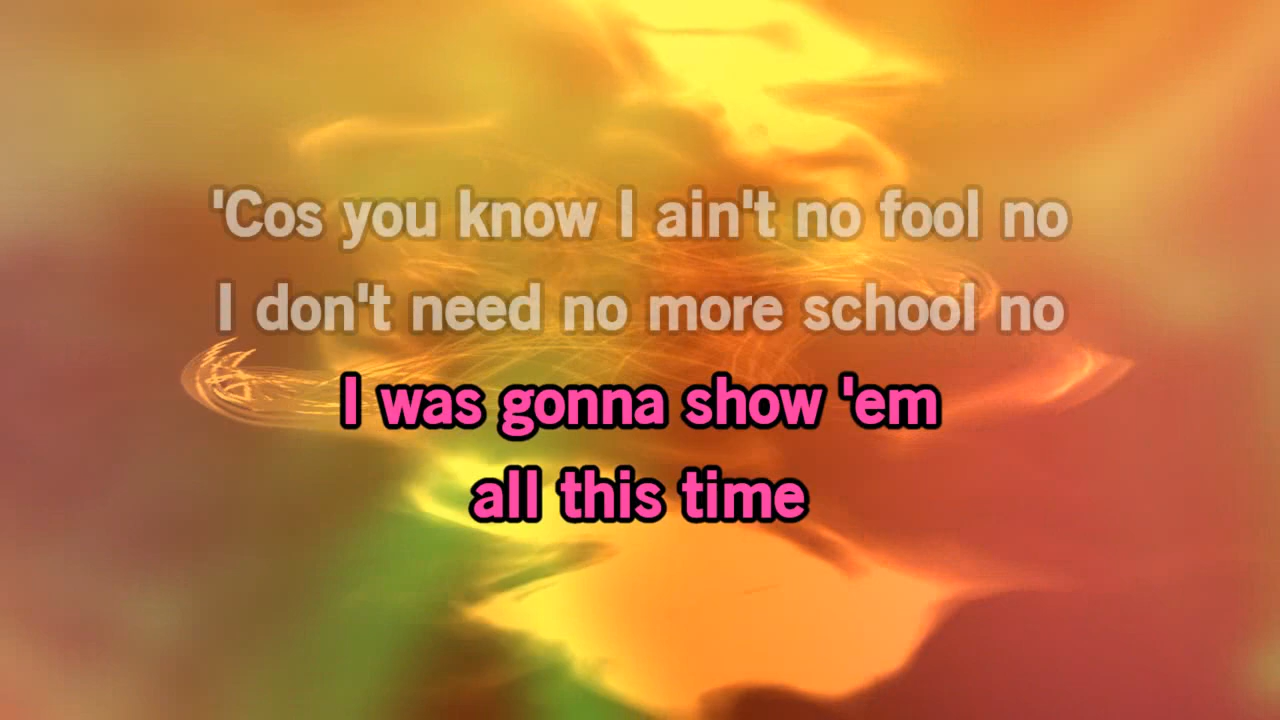 'Cos you know I ain't no fool no
I don't need no more school no
I was gonna show 'em
all this time